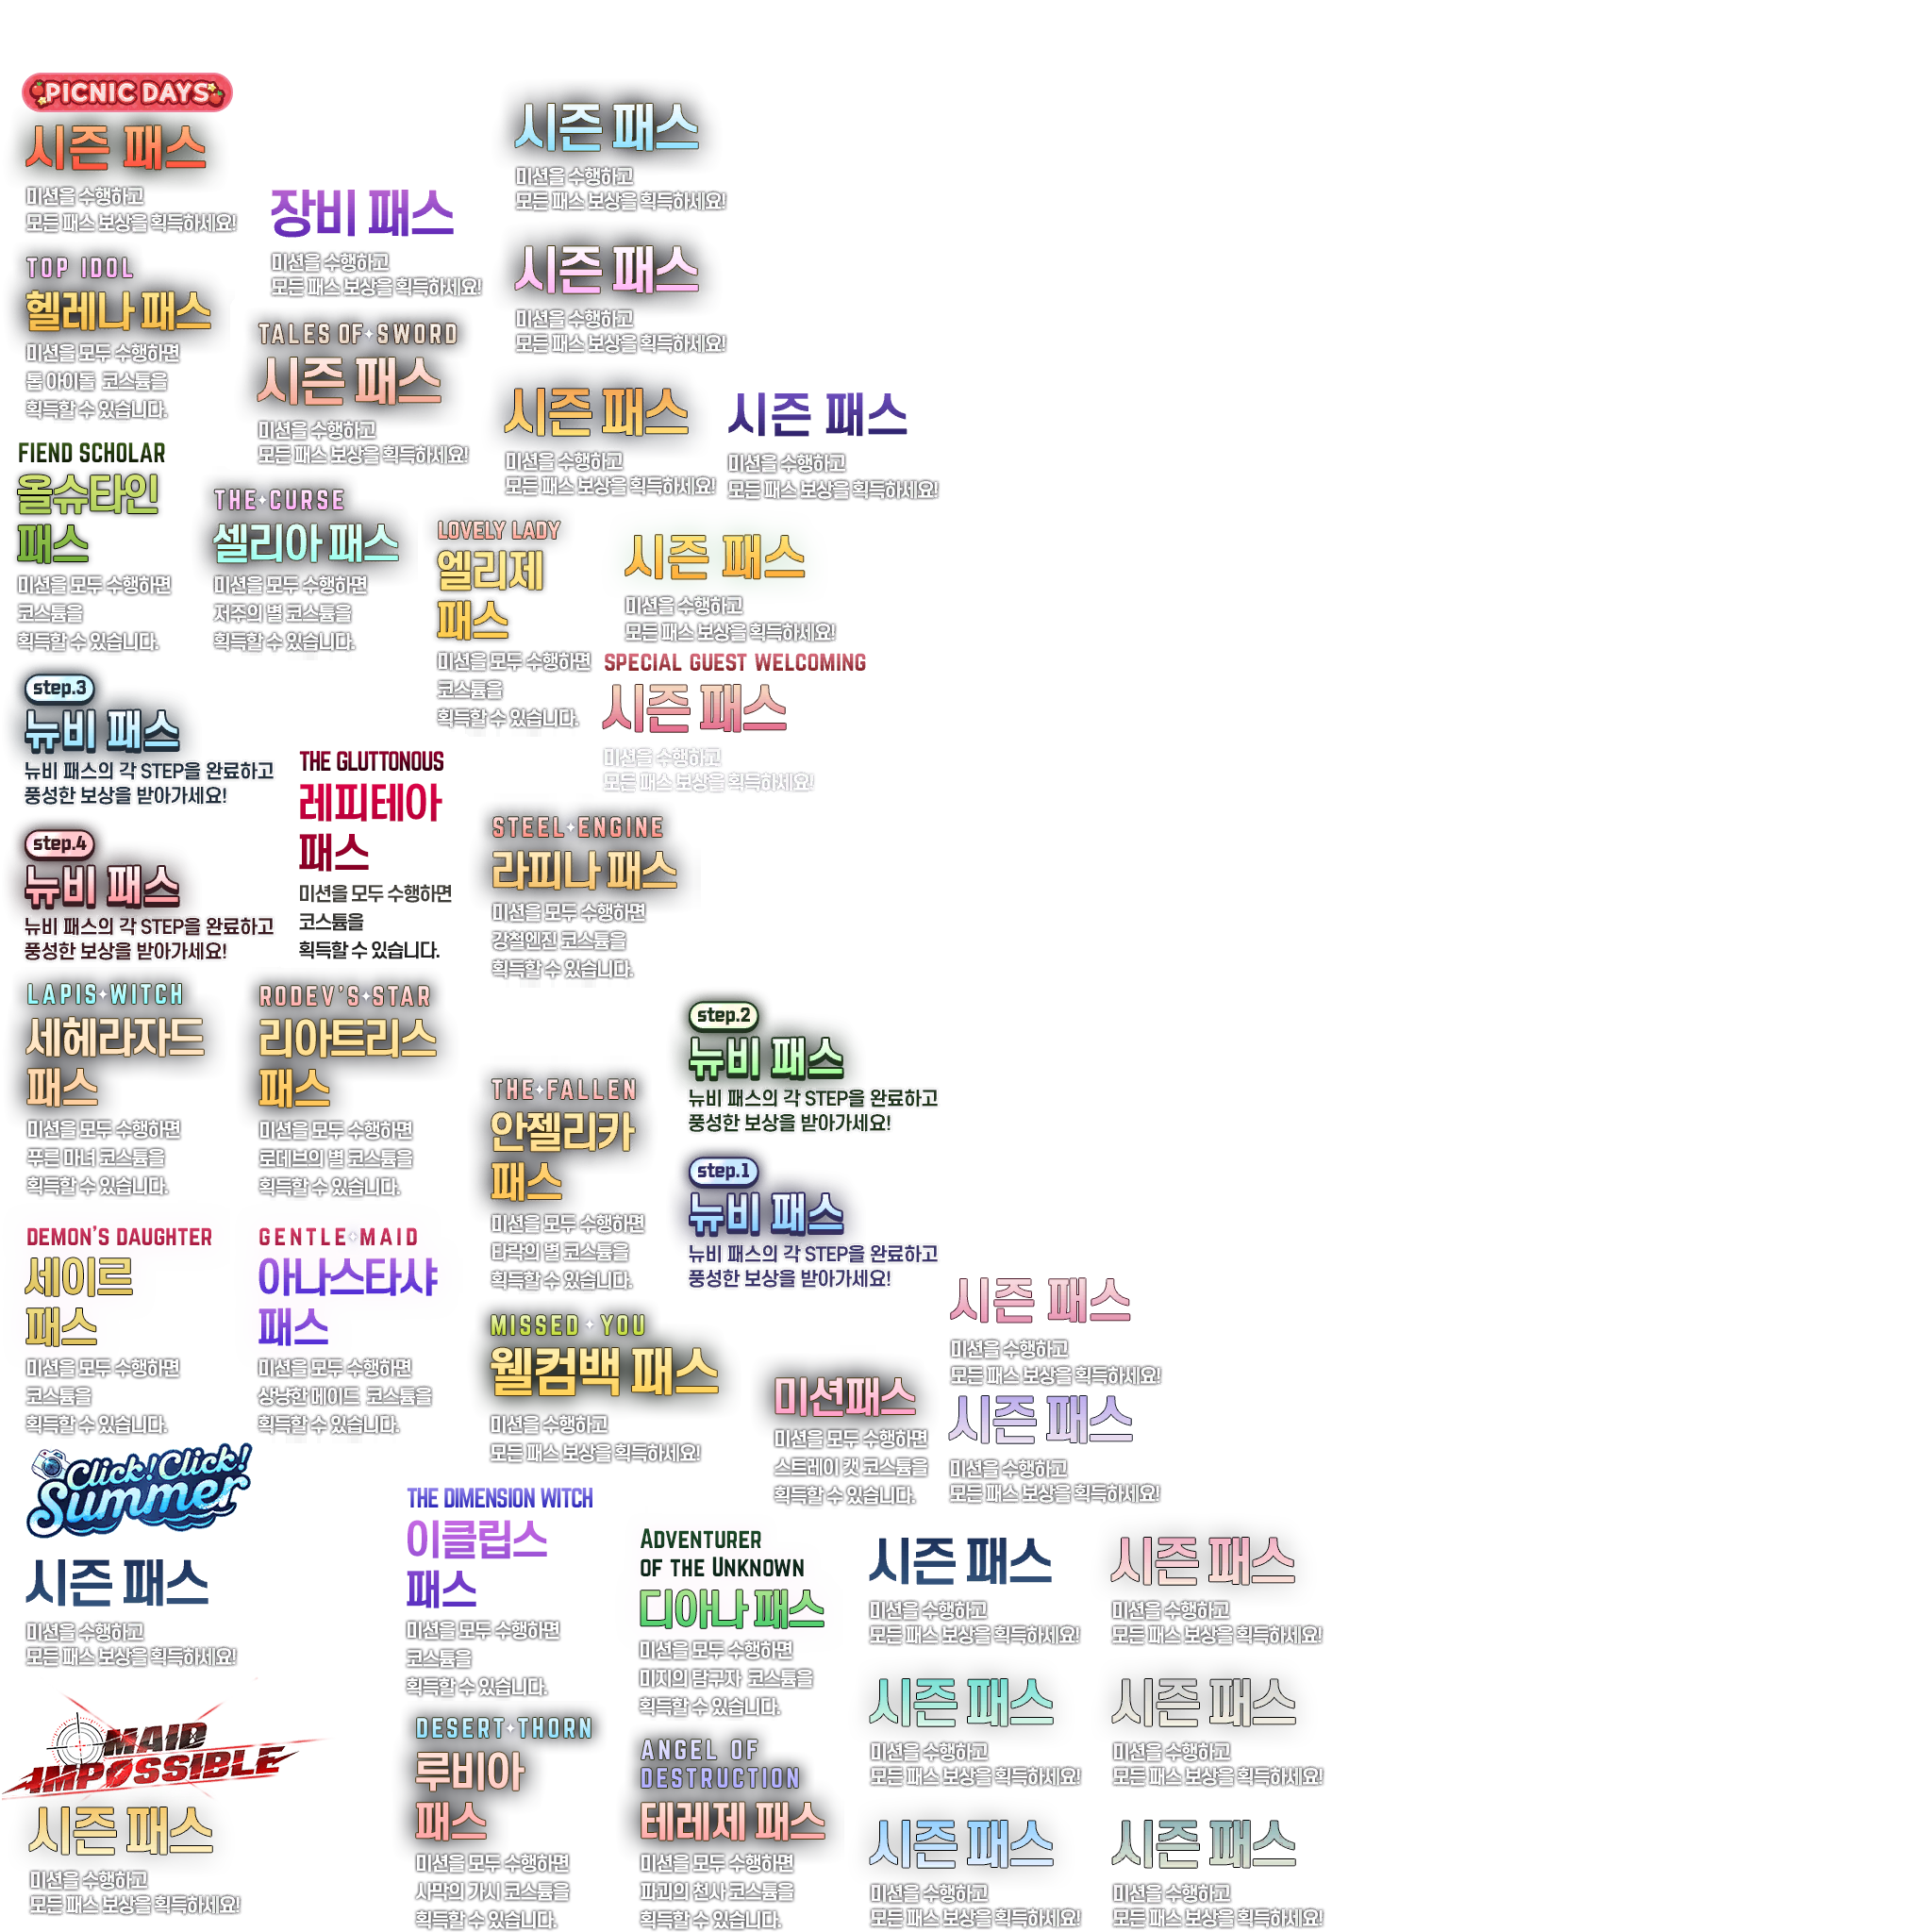 PICNIC DAYS
시즌 패스
미션을 수행하고
모든 패스 보상을 획득하세요!
시즌 패스
미션을 수행하고
모든 패스 보상을 획득하세요!
장비 패스
미션을 수행하고
모든 패스 보상을 획득하세요!
시즌 패스
미션을 수행하고
모든 패스 보상을 획득하세요!
TOP IDOL
헬레나 패스
미션을 모두 수행하면
톱 아이돌 코스튬을
획득할 수 있습니다.
TALES OF SWORD
시즌 패스
미션을 수행하고
모든 패스 보상을 획득하세요!
시즌 패스
미션을 수행하고
모든 패스 보상을 획득하세요!
시즌 패스
미션을 수행하고
모든 패스 보상을 획득하세요!
FIEND SCHOLAR
올슈타인
패스
미션을 모두 수행하면
코스튬을
획득할 수 있습니다.
THE CURSE
셀리아 패스
미션을 모두 수행하면
저주의 별 코스튬을
획득할 수 있습니다.
LOVELY LADY
엘리제
패스
미션을 모두 수행하면
코스튬을
획득할 수 있습니다.
시즌 패스
미션을 수행하고
모든 패스 보상을 획득하세요!
SPECIAL GUEST WELCOMING
시즌 패스
미션을 수행하고
모든 패스 보상을 획득하세요!
step.3
뉴비 패스
뉴비 패스의 각 STEP을 완료하고
풍성한 보상을 받아가세요!
THE GLUTTONOUS
레피테아
패스
미션을 모두 수행하면
코스튬을
획득할 수 있습니다.
step.4
뉴비 패스
뉴비 패스의 각 STEP을 완료하고
풍성한 보상을 받아가세요!
STEEL ENGINE
라피나 패스
미션을 모두 수행하면
강철엔진 코스튬을
획득할 수 있습니다.
LAPIS WITCH
세헤라자드
패스
미션을 모두 수행하면
푸른 마녀 코스튬을
획득할 수 있습니다.
RODEV'S STAR
리아트리스
패스
미션을 모두 수행하면
로데브의 별 코스튬을
획득할 수 있습니다.
THE FALLEN
안젤리카
패스
미션을 모두 수행하면
타락의 별 코스튬을
획득할 수 있습니다.
step.2
뉴비 패스
뉴비 패스의 각 STEP을 완료하고
풍성한 보상을 받아가세요!
step.1
뉴비 패스
뉴비 패스의 각 STEP을 완료하고
풍성한 보상을 받아가세요!
DEMON'S DAUGHTER
세이르
패스
미션을 모두 수행하면
코스튬을
획득할 수 있습니다.
GENTLE MAID
아나스타샤
패스
미션을 모두 수행하면
상냥한 메이드 코스튬을
획득할 수 있습니다.
MISSED YOU
웰컴백 패스
미션을 수행하고
모든 패스 보상을 획득하세요!
미션패스
미션을 모두 수행하면
스트레이 캣 코스튬을
획득할 수 있습니다.
시즌 패스
미션을 수행하고
모든 패스 보상을 획득하세요!
시즌 패스
미션을 수행하고
모든 패스 보상을 획득하세요!
Click! Click!
Summer
시즌 패스
미션을 수행하고
모든 패스 보상을 획득하세요!
THE DIMENSION WITCH
이클립스
패스
미션을 모두 수행하면
코스튬을
획득할 수 있습니다.
ADVENTURER
OF THE UNKNOWN
디아나 패스
미션을 모두 수행하면
미지의 탐구자 코스튬을
획득할 수 있습니다.
시즌 패스
미션을 수행하고
모든 패스 보상을 획득하세요!
시즌 패스
미션을 수행하고
모든 패스 보상을 획득하세요!
MAID
IMPOSSIBLE
시즌 패스
미션을 수행하고
모든 패스 보상을 획득하세요!
DESERT THORN
루비아
패스
미션을 모두 수행하면
사막의 가시 코스튬을
획득할 수 있습니다.
ANGEL OF
DESTRUCTION
테레제 패스
미션을 모두 수행하면
파괴의 천사 코스튬을
획득할 수 있습니다.
시즌 패스
미션을 수행하고
모든 패스 보상을 획득하세요!
시즌 패스
미션을 수행하고
모든 패스 보상을 획득하세요!
시즌 패스
미션을 수행하고
모든 패스 보상을 획득하세요!
시즌 패스
미션을 수행하고
모든 패스 보상을 획득하세요!